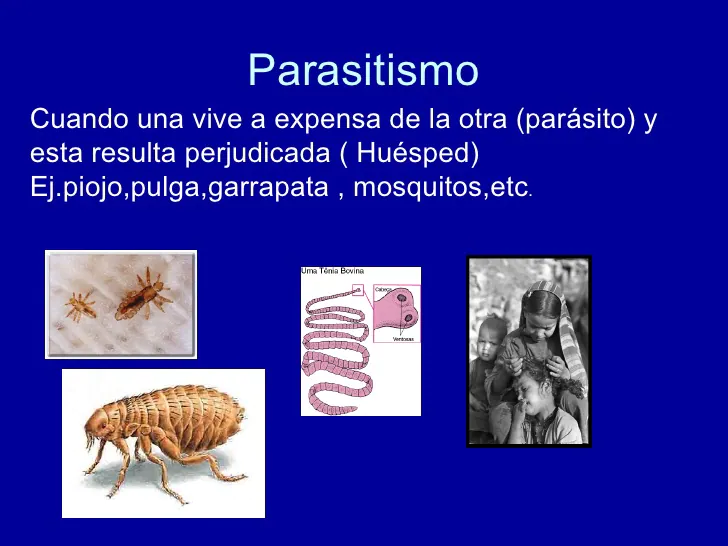 Parasitismo
Cuando una vive a expensa de la otra (parásito) y
esta resulta perjudicada ( Huésped)
Ej.piojo,pulga,garrapata , mosquitos,etc.
Uma Tênia Bovina
Cabeça
Ventosas